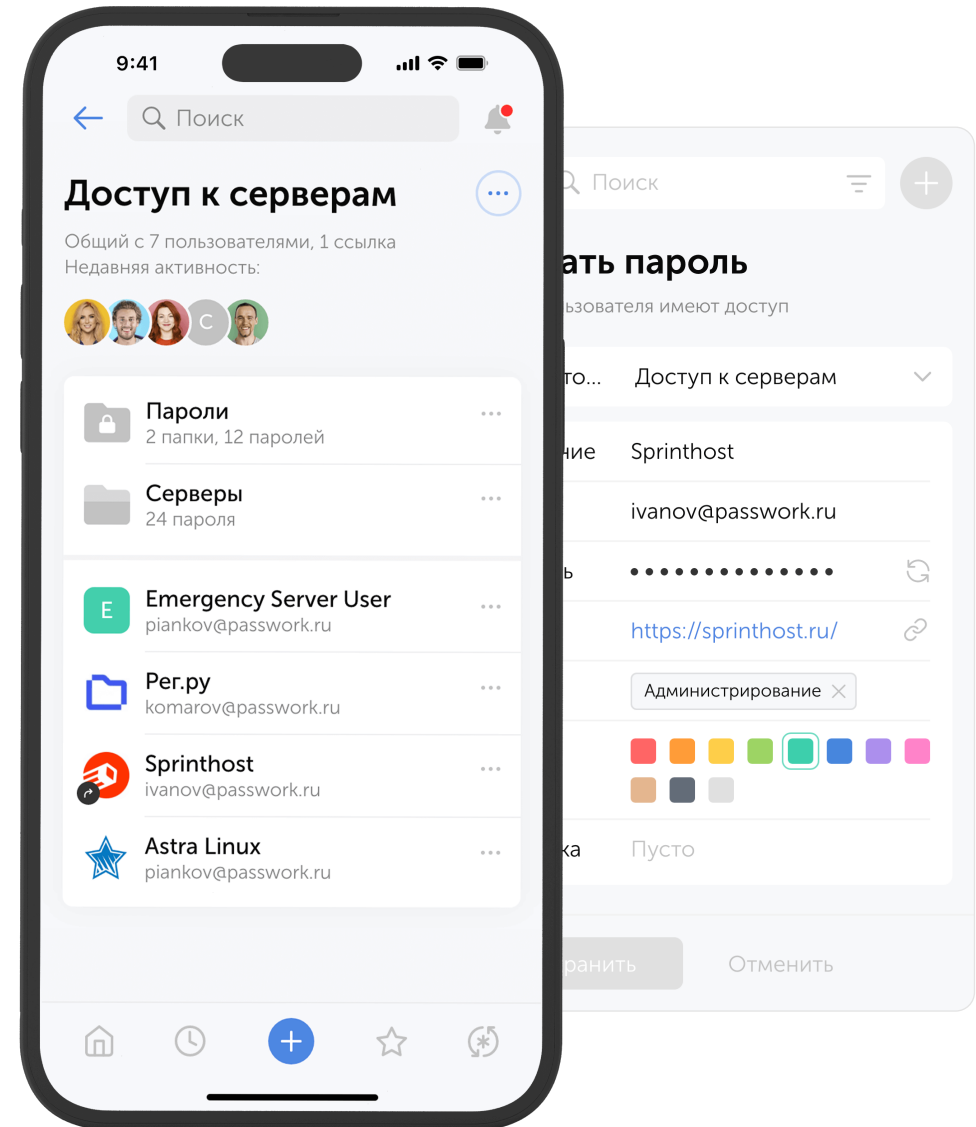 9:41
Поиск
Доступ к серверам
Общий с 7 пользователями, 1 ссылка
Недавняя активность:
С
Пароли
2 папки, 12 паролей
Серверы
24 пароля
E
Emergency Server User
piankov@passwork.ru
Рег.ру
komarov@passwork.ru
Sprinthost
ivanov@passwork.ru
Astra Linux
piankov@passwork.ru
Поиск
ать пароль
ьзователя имеют доступ
то... Доступ к серверам
ние Sprinthost
ivanov@passwork.ru
ь ••••••••••••••
https://sprinthost.ru/
Администрирование
ка Пусто
ранить Отменить